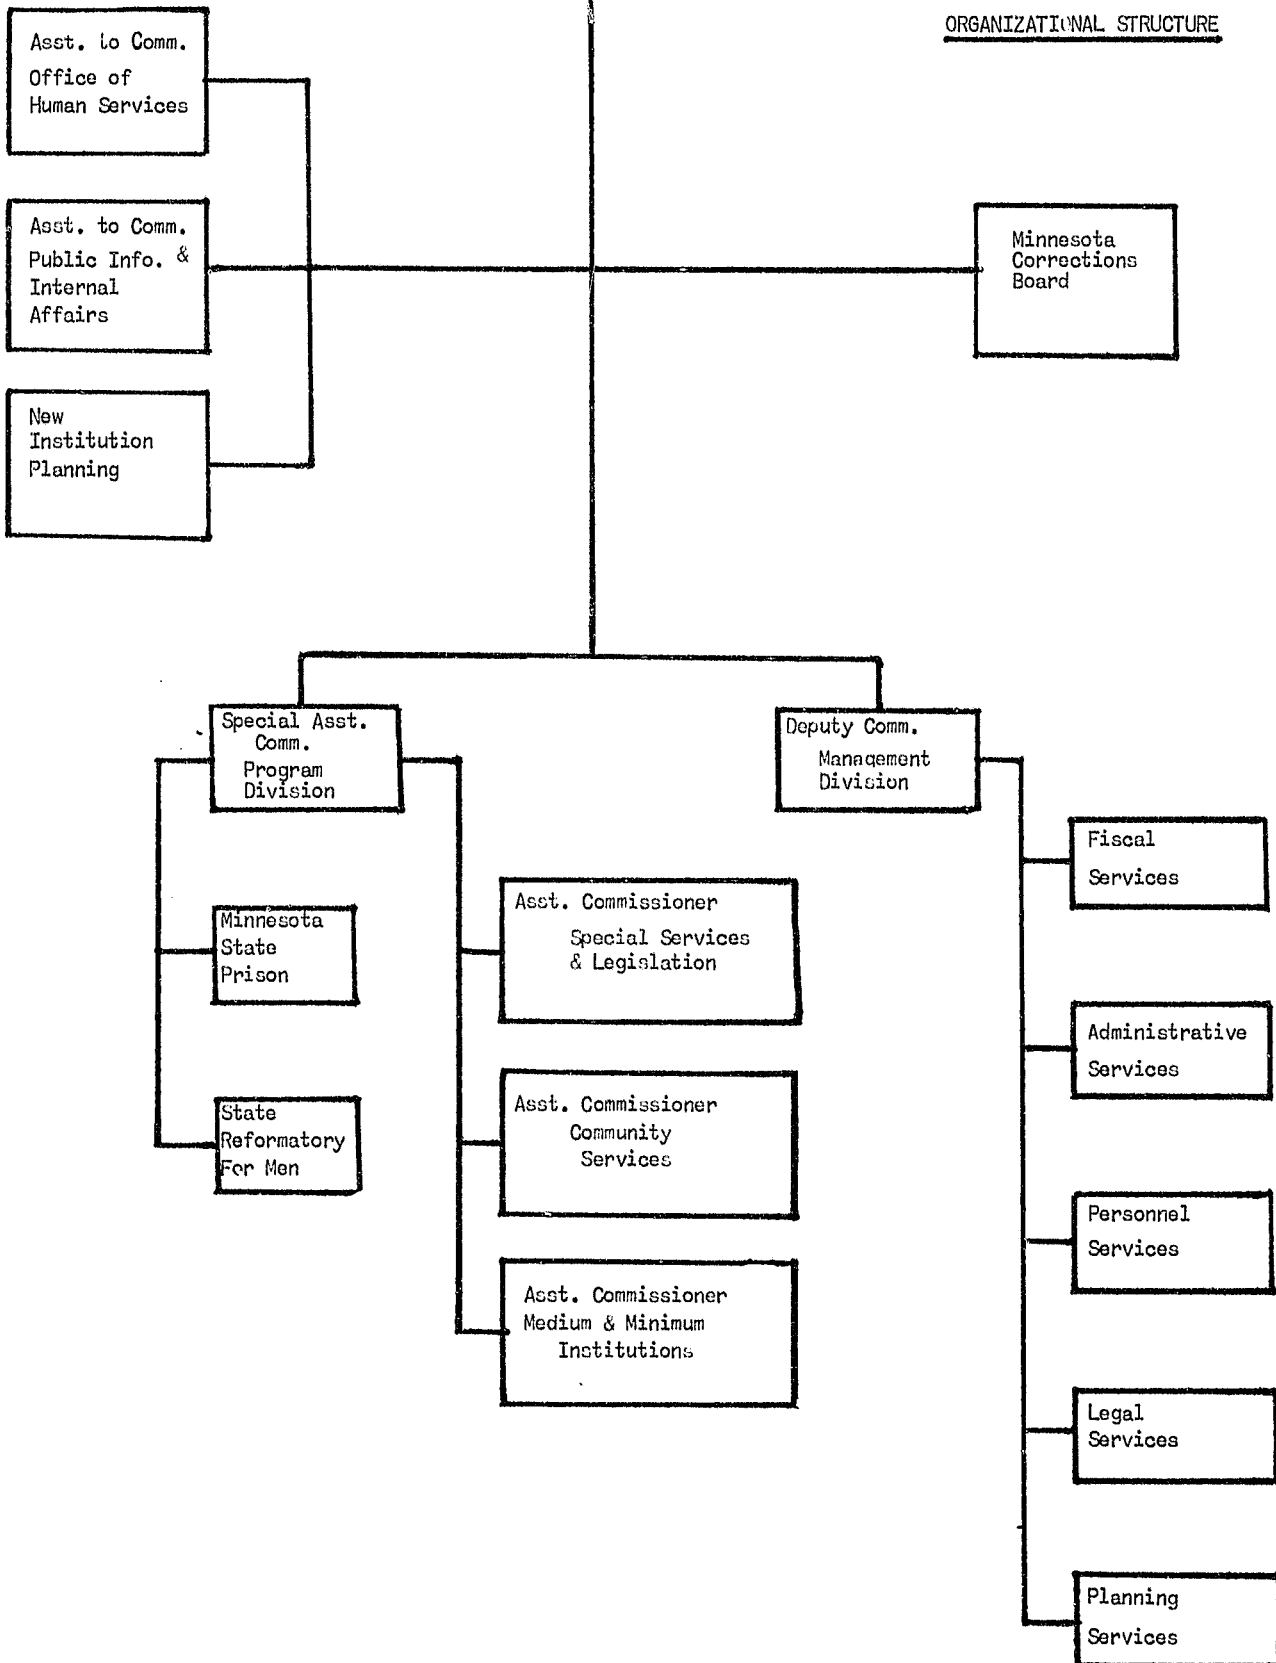 ORGANIZATIONAL STRUCTURE
Asst. to Comm.
Office of
Human Services
Asst. to Comm.
Public Info. &
Internal
Affairs
New
Institution
Planning
Minnesota
Corrections
Board
Special Asst.
Comm.
Program
Division
Deputy Comm.
Management
Division
Minnesota
State
Prison
State
Reformatory
For Men
Asst. Commissioner
Special Services
& Legislation
Asst. Commissioner
Community
Services
Asst. Commissioner
Medium & Minimum
Institutions
Fiscal
Services
Administrative
Services
Personnel
Services
Legal
Services
Planning
Services